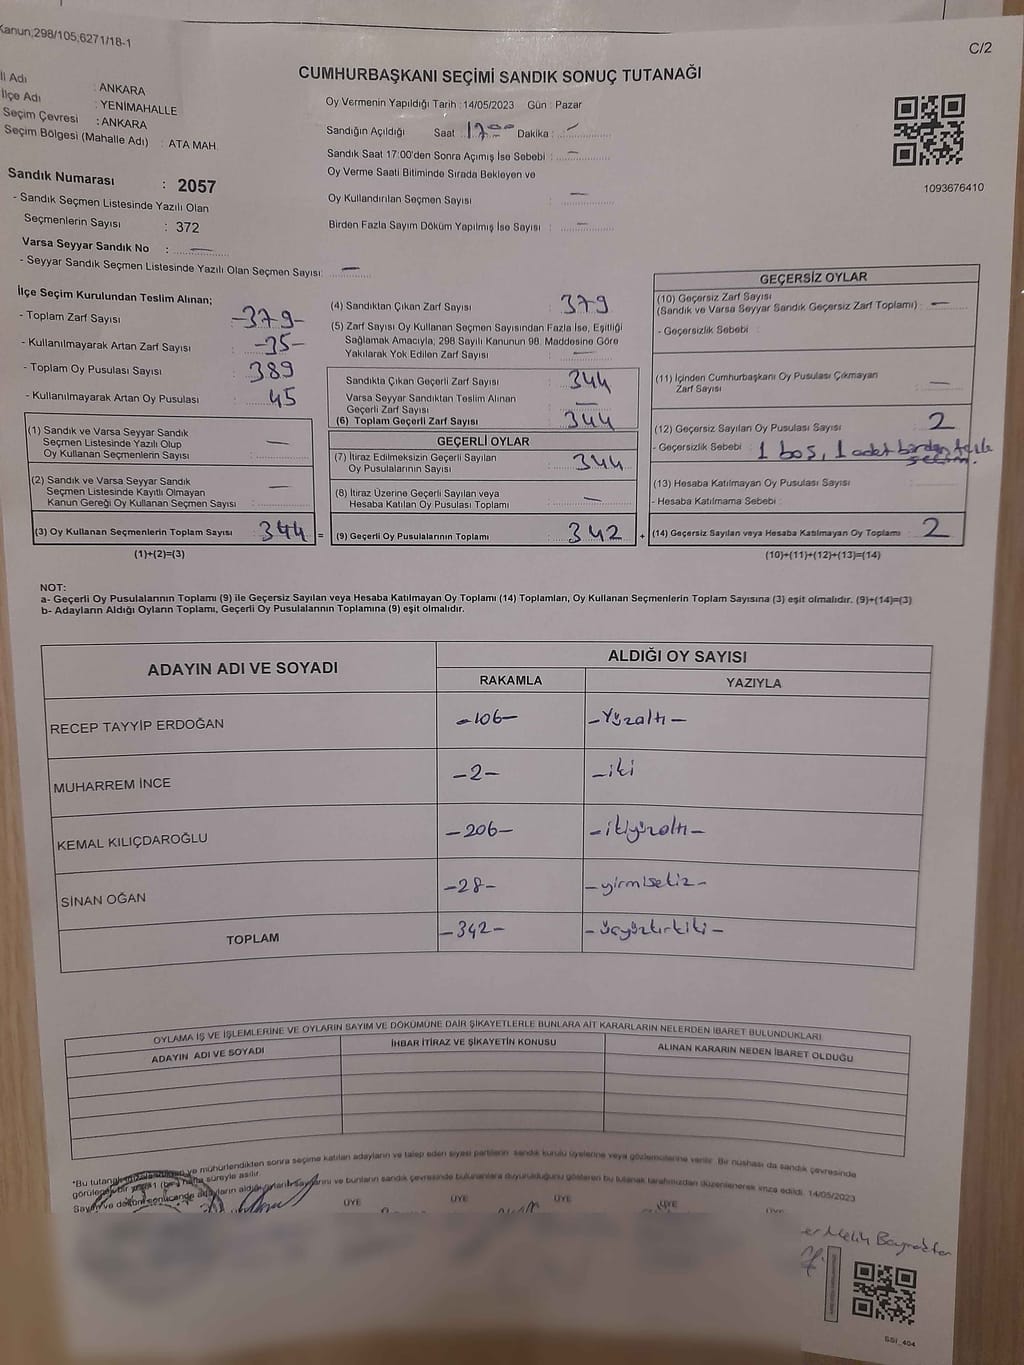 Kanun;298/105,6271/18-1
C/2
CUMHURBAŞKANI SEÇİMİ SANDIK SONUÇ TUTANAĞI
İl Adı : ANKARA
İlçe Adı : YENİMAHALLE
Seçim Çevresi : ANKARA
Seçim Bölgesi (Mahalle Adı) : ATA MAH.
Sandık Numarası : 2057
- Sandık Seçmen Listesinde Yazılı Olan
Seçmenlerin Sayısı : 372
Varsa Seyyar Sandık No : —
- Seyyar Sandık Seçmen Listesinde Yazılı Olan Seçmen Sayısı: —
Oy Vermenin Yapıldığı Tarih : 14/05/2023 Gün : Pazar
Sandığın Açıldığı Saat : 17 00 Dakika : —
Sandık Saat 17:00'den Sonra Açımış İse Sebebi : —
Oy Verme Saati Bitiminde Sırada Bekleyen ve
Oy Kullandırılan Seçmen Sayısı : —
Birden Fazla Sayım Döküm Yapılmış İse Sayısı : —
1093676410
İlçe Seçim Kurulundan Teslim Alınan;
- Toplam Zarf Sayısı : -379-
- Kullanılmayarak Artan Zarf Sayısı : -35-
- Toplam Oy Pusulası Sayısı : 389
- Kullanılmayarak Artan Oy Pusulası : 45
(1) Sandık ve Varsa Seyyar Sandık
Seçmen Listesinde Yazılı Olup
Oy Kullanan Seçmenlerin Sayısı : —
(2) Sandık ve Varsa Seyyar Sandık
Seçmen Listesinde Kayıtlı Olmayan
Kanun Gereği Oy Kullanan Seçmen Sayısı : —
(3) Oy Kullanan Seçmenlerin Toplam Sayısı : 344 =
(1)+(2)=(3)
(4) Sandıktan Çıkan Zarf Sayısı : 379
(5) Zarf Sayısı Oy Kullanan Seçmen Sayısından Fazla İse, Eşitliği
Sağlamak Amacıyla, 298 Sayılı Kanunun 98. Maddesine Göre
Yakılarak Yok Edilen Zarf Sayısı : —
Sandıkta Çıkan Geçerli Zarf Sayısı : 344
Varsa Seyyar Sandıktan Teslim Alınan
Geçerli Zarf Sayısı : —
(6) Toplam Geçerli Zarf Sayısı : 344
GEÇERLİ OYLAR
(7) İtiraz Edilmeksizin Geçerli Sayılan
Oy Pusulalarının Sayısı : 344
(8) İtiraz Üzerine Geçerli Sayılan veya
Hesaba Katılan Oy Pusulası Toplamı : —
(9) Geçerli Oy Pusulalarının Toplamı : 342 +
GEÇERSİZ OYLAR
(10) Geçersiz Zarf Sayısı
(Sandık ve Varsa Seyyar Sandık Geçersiz Zarf Toplamı) : —
- Geçersizlik Sebebi :
(11) İçinden Cumhurbaşkanı Oy Pusulası Çıkmayan
Zarf Sayısı : —
(12) Geçersiz Sayılan Oy Pusulası Sayısı : 2
- Geçersizlik Sebebi : 1 boş, 1 adet birden fazla
seçim.
(13) Hesaba Katılmayan Oy Pusulası Sayısı :
- Hesaba Katılmama Sebebi :
(14) Geçersiz Sayılan veya Hesaba Katılmayan Oy Toplamı : 2
(10)+(11)+(12)+(13)=(14)
NOT:
a- Geçerli Oy Pusulalarının Toplamı (9) ile Geçersiz Sayılan veya Hesaba Katılmayan Oy Toplamı (14) Toplamları, Oy Kullanan Seçmenlerin Toplam Sayısına (3) eşit olmalıdır. (9)+(14)=(3)
b- Adayların Aldığı Oyların Toplamı, Geçerli Oy Pusulalarının Toplamına (9) eşit olmalıdır.
ADAYIN ADI VE SOYADI ALDIĞI OY SAYISI
RAKAMLA YAZIYLA
RECEP TAYYİP ERDOĞAN -106- -Yüzaltı-
MUHARREM İNCE -2- -iki
KEMAL KILIÇDAROĞLU -206- -ikiyüzaltı-
SİNAN OĞAN -28- -yirmisekiz-
TOPLAM -342- -üçyüzkırkiki-
OYLAMA İŞ VE İŞLEMLERİNE VE OYLARIN SAYIM VE DÖKÜMÜNE DAİR ŞİKAYETLERLE BUNLARA AİT KARARLARIN NELERDEN İBARET BULUNDUKLARI
ADAYIN ADI VE SOYADI İHBAR İTİRAZ VE ŞİKAYETİN KONUSU ALINAN KARARIN NEDEN İBARET OLDUĞU
*Bu tutanak ve mühürlendikten sonra seçime katılan adayların ve talep eden siyasi partilerin sandık kurulu üyelerine veya gözlemcilerine verilir. Bir nüshası da sandık çevresinde
görülen bir yere 1 (bir) hafta süreyle asılır.
Sayım ve döküm sonucunda adayların aldığı oyların sayılarını ve bunların sandık çevresinde bulunanlara duyurulduğunu gösteren bu tutanak tarafımızdan düzenlenerek imza edildi. 14/05/2023
ÜYE ÜYE ÜYE ÜYE
Melih
SSİ_404